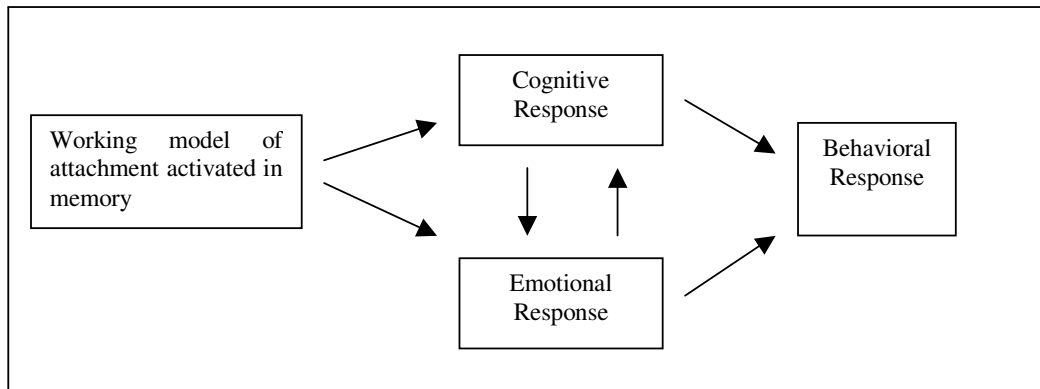 Working model of
attachment activated in
memory
Cognitive
Response
Emotional
Response
Behavioral
Response